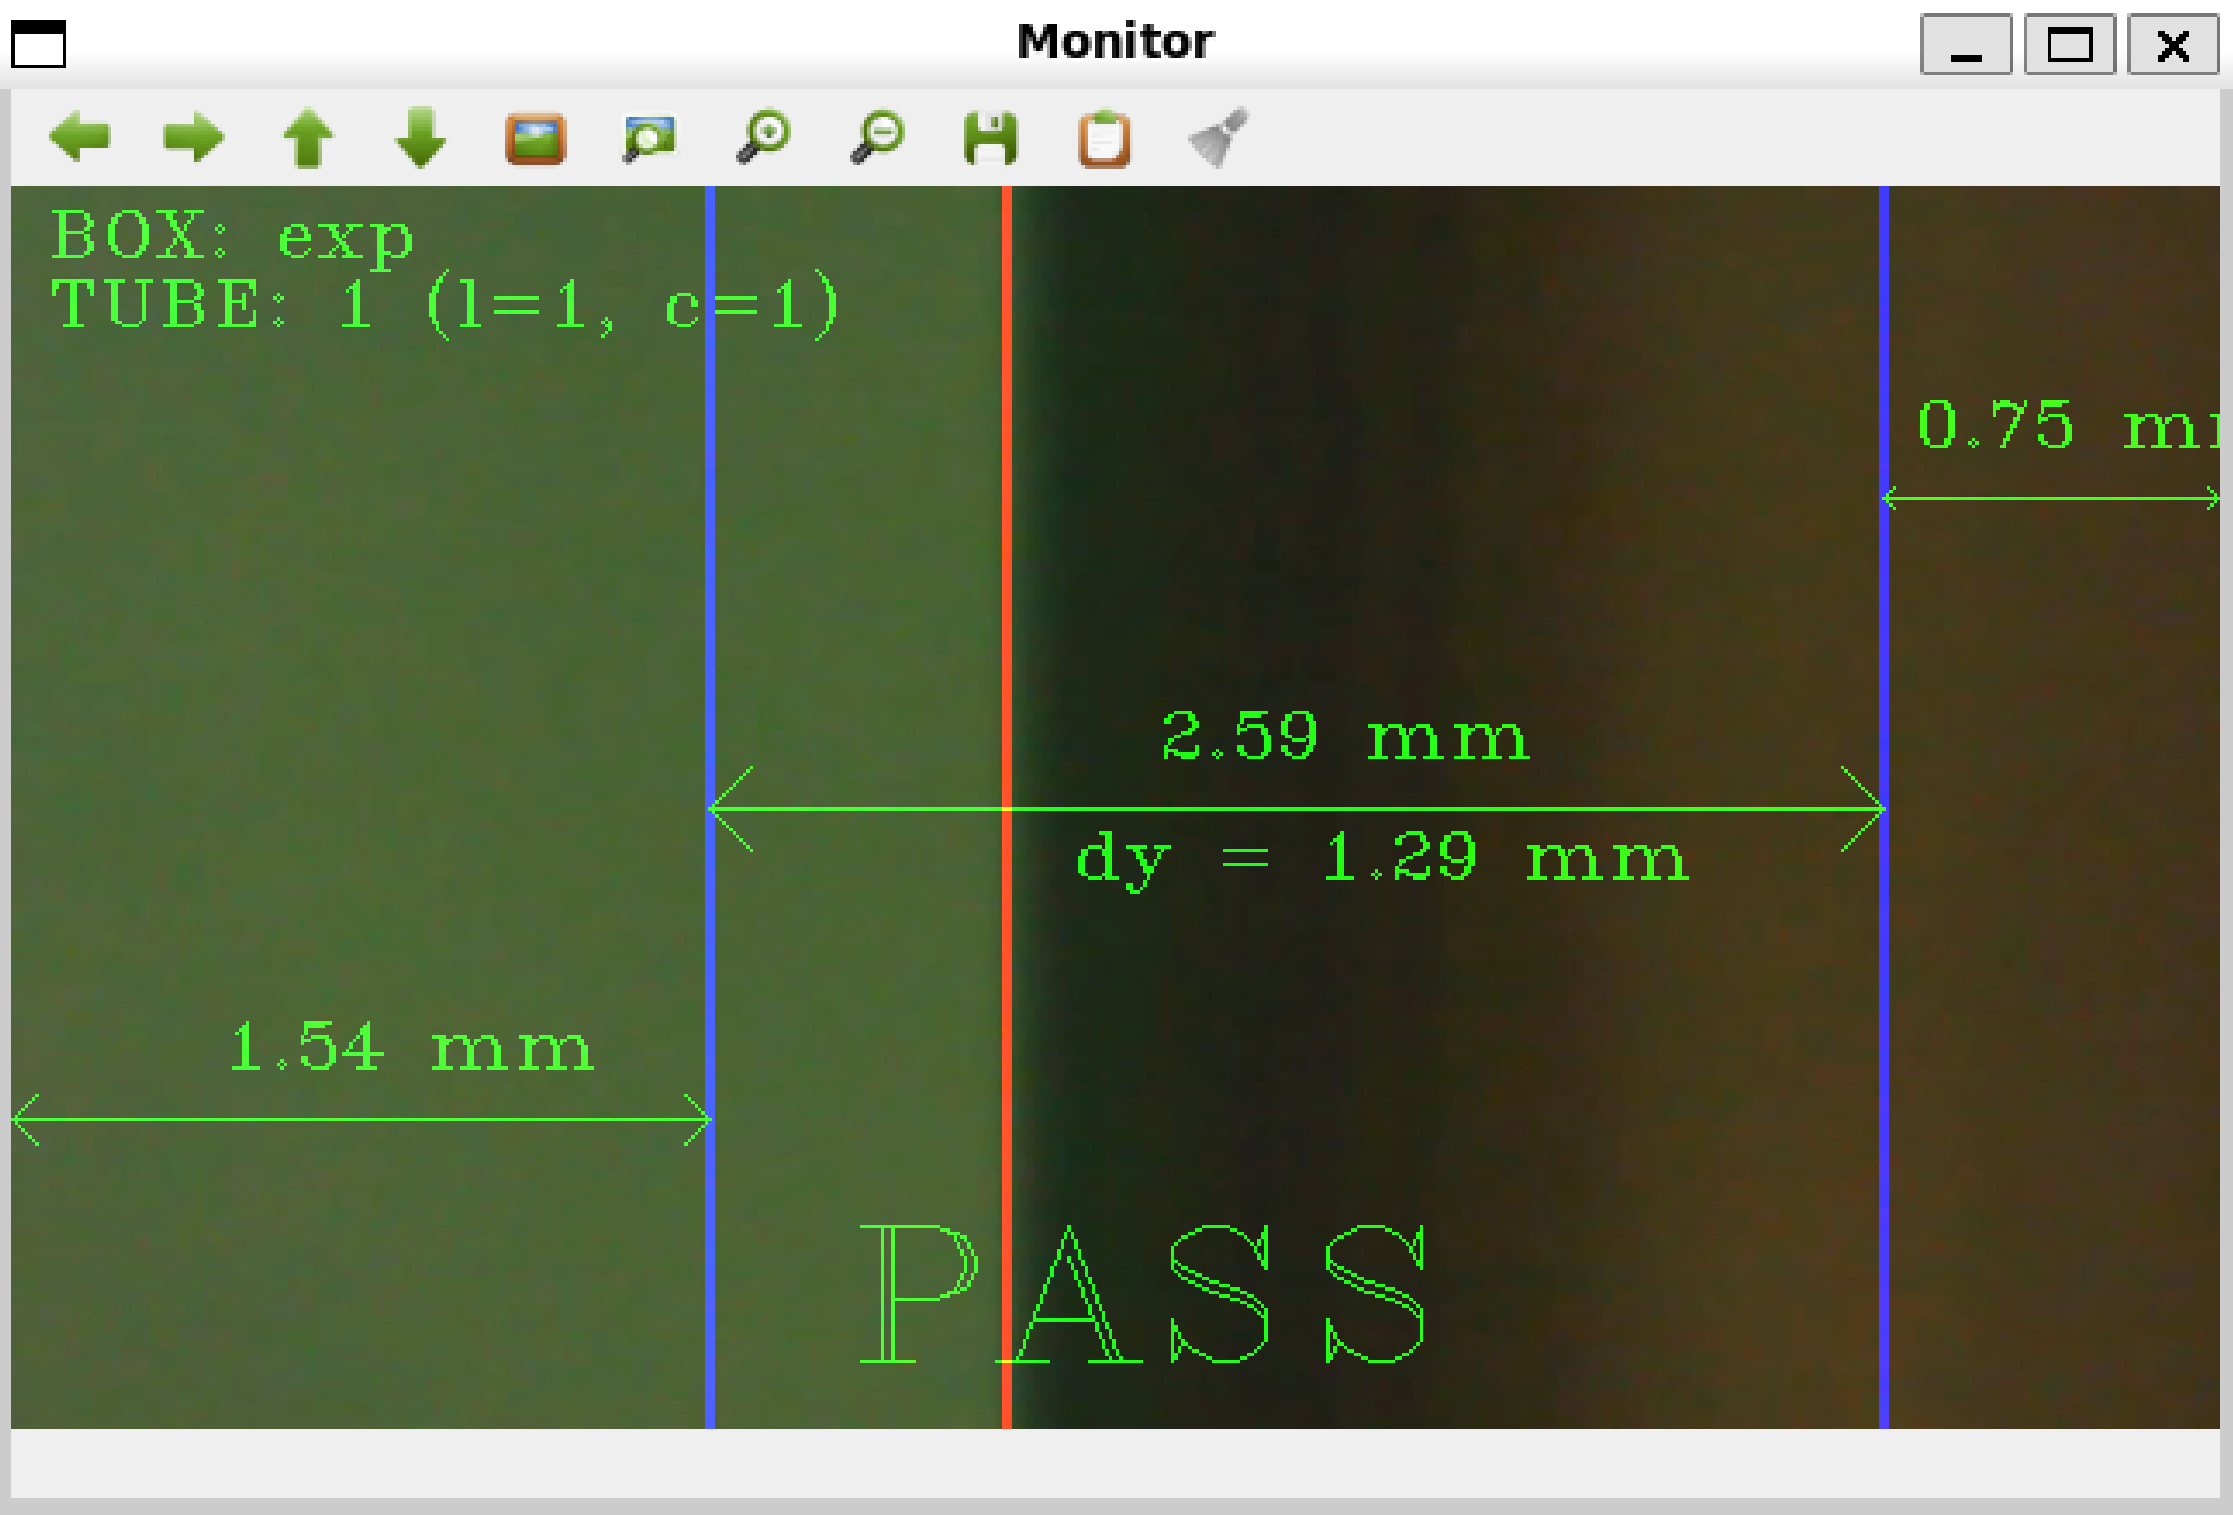 Monitor
BOX: exp
TUBE: 1 (l=1, c=1)
0.75
2.59 mm
dy = 1.29 mm
1.54 mm
PASS